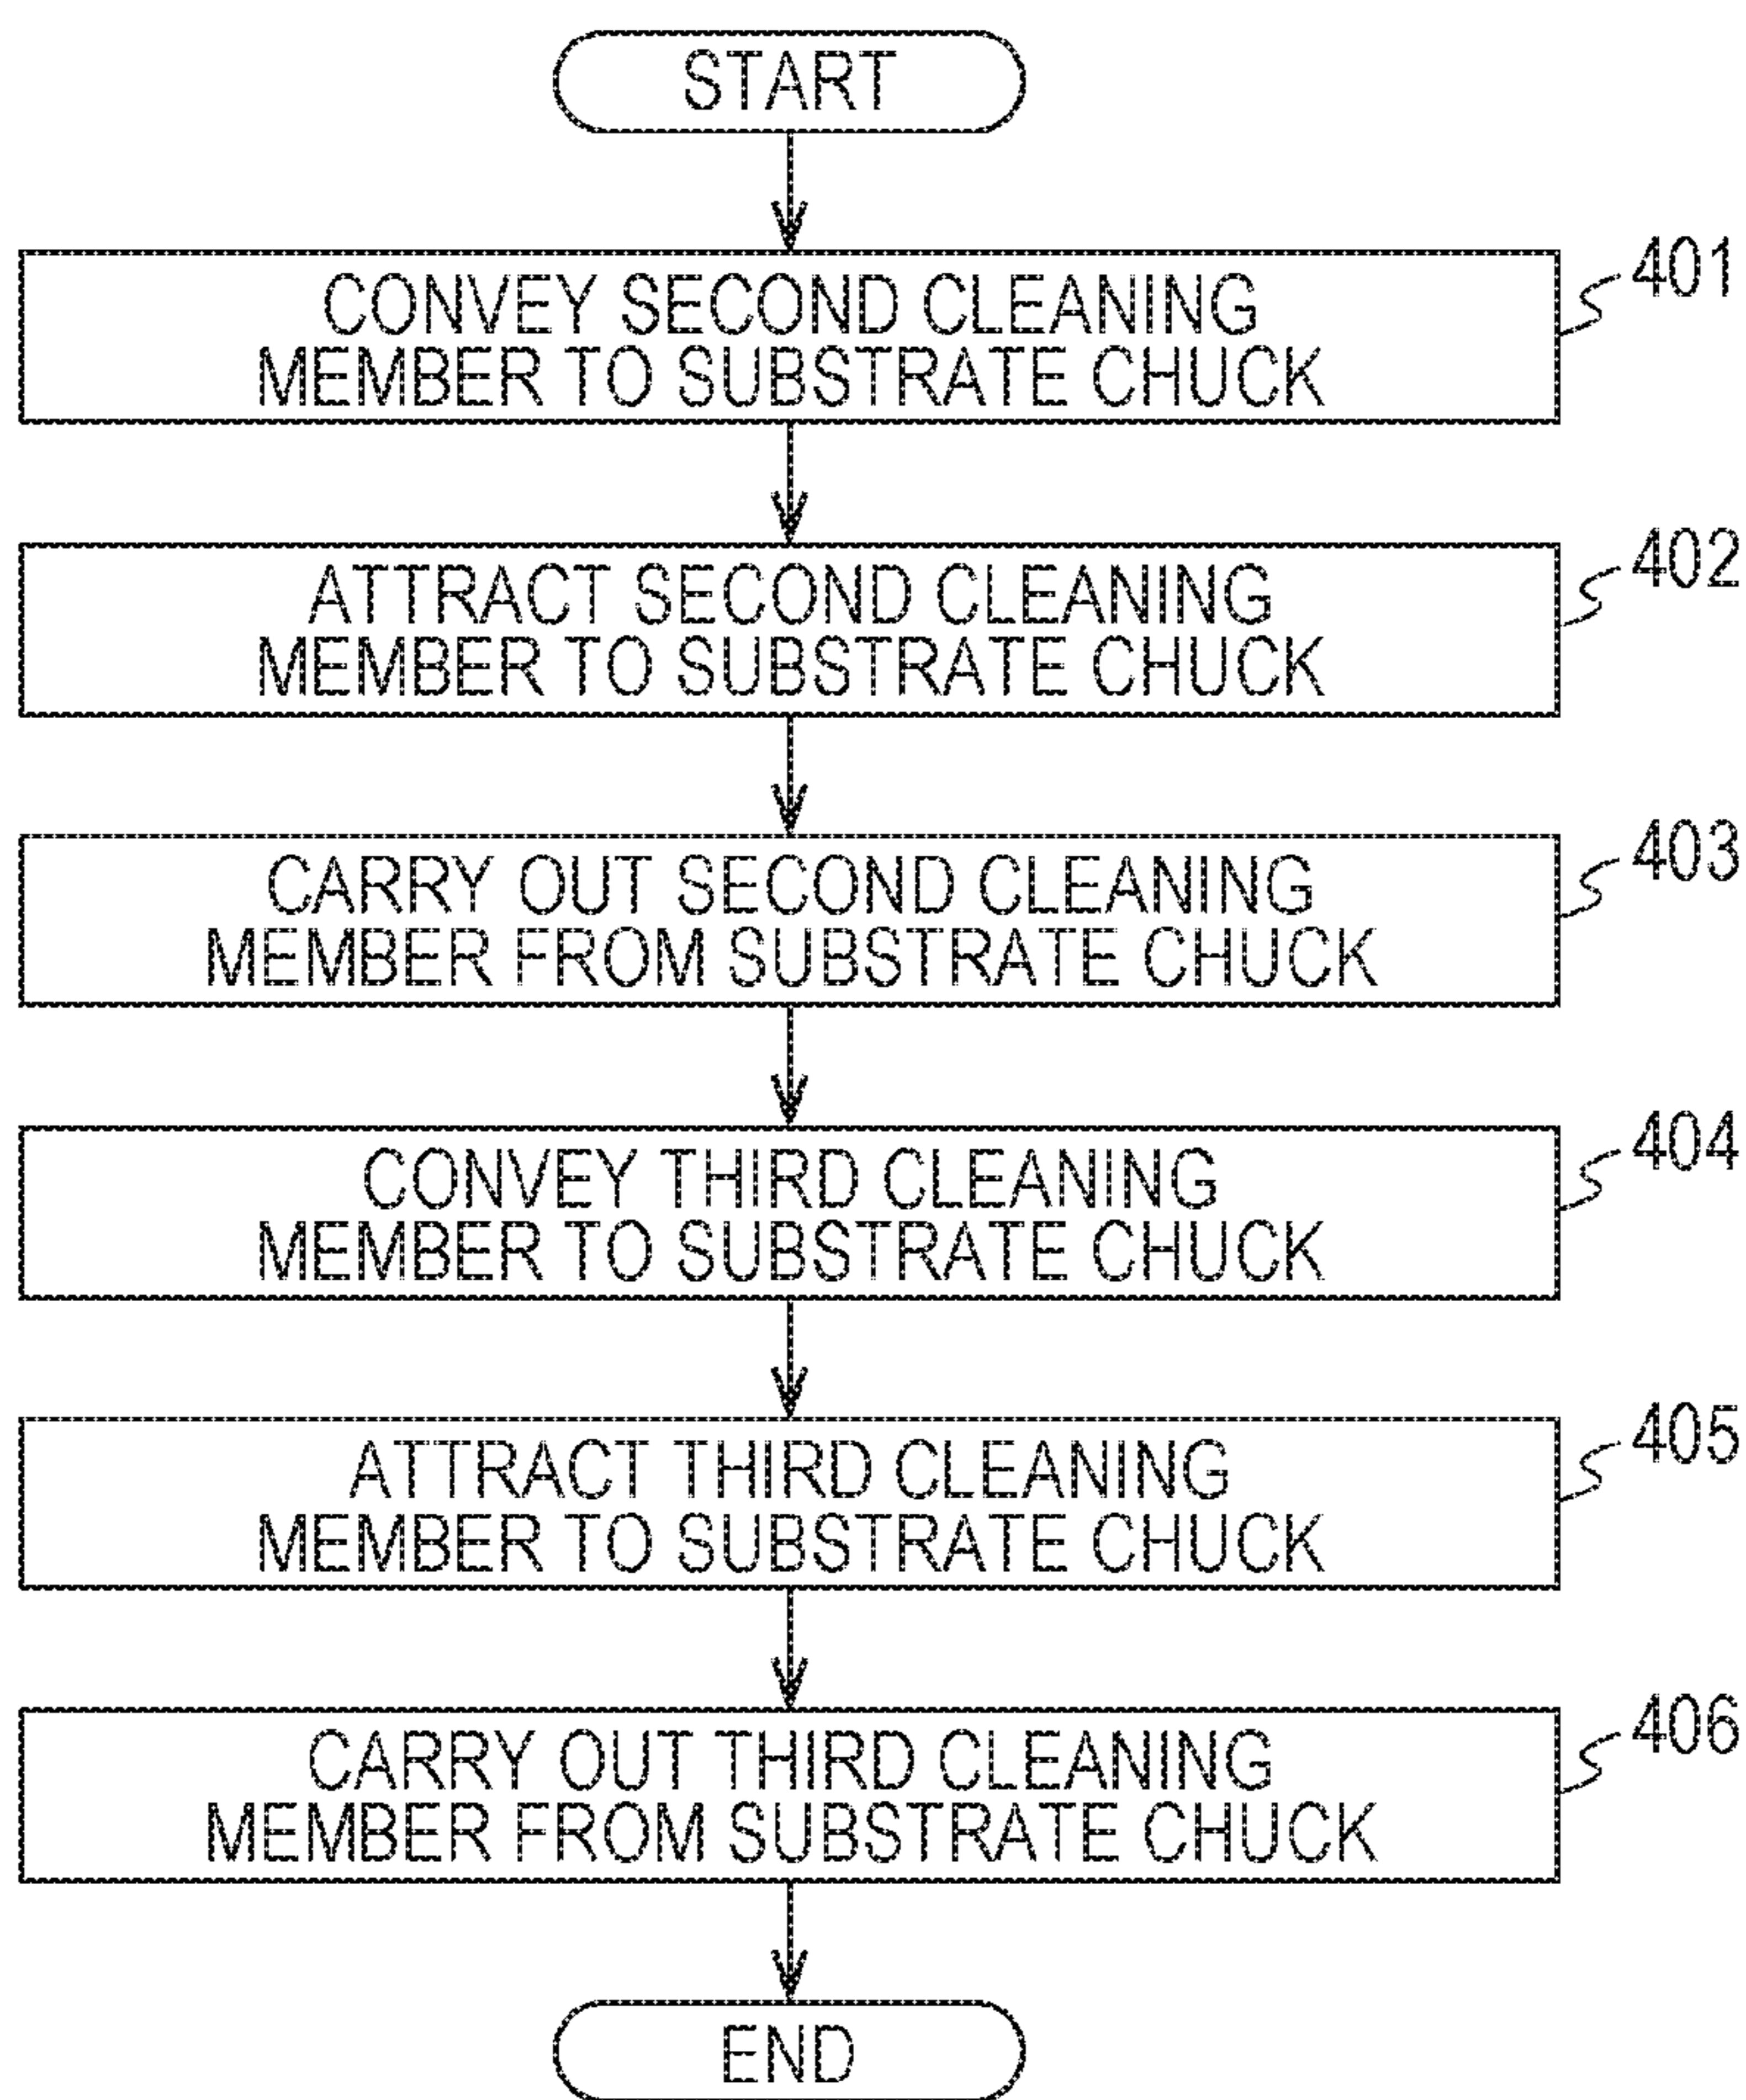 START
CONVEY SECOND CLEANING
MEMBER TO SUBSTRATE CHUCK
401
ATTRACT SECOND CLEANING
MEMBER TO SUBSTRATE CHUCK
402
CARRY OUT SECOND CLEANING
MEMBER FROM SUBSTRATE CHUCK
403
CONVEY THIRD CLEANING
MEMBER TO SUBSTRATE CHUCK
404
ATTRACT THIRD CLEANING
MEMBER TO SUBSTRATE CHUCK
405
CARRY OUT THIRD CLEANING
MEMBER FROM SUBSTRATE CHUCK
406
END